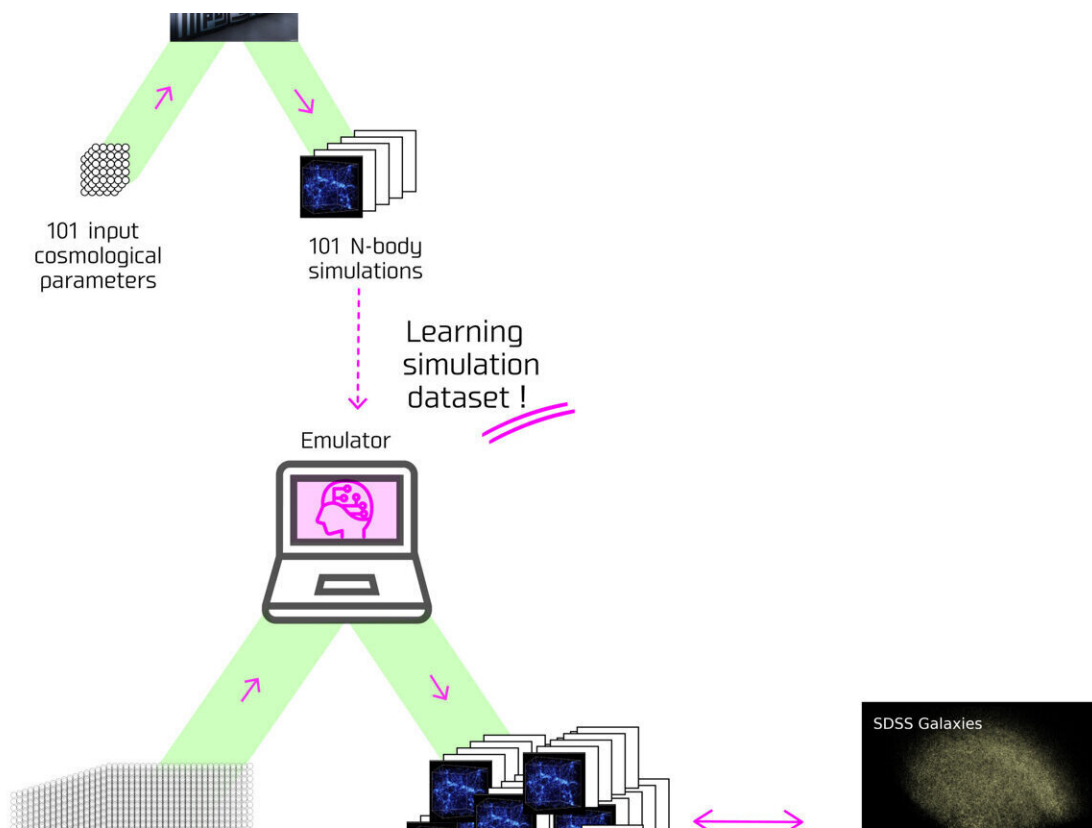 101 input
cosmological
parameters
101 N-body
simulations
Learning
simulation
dataset !
Emulator
SDSS Galaxies